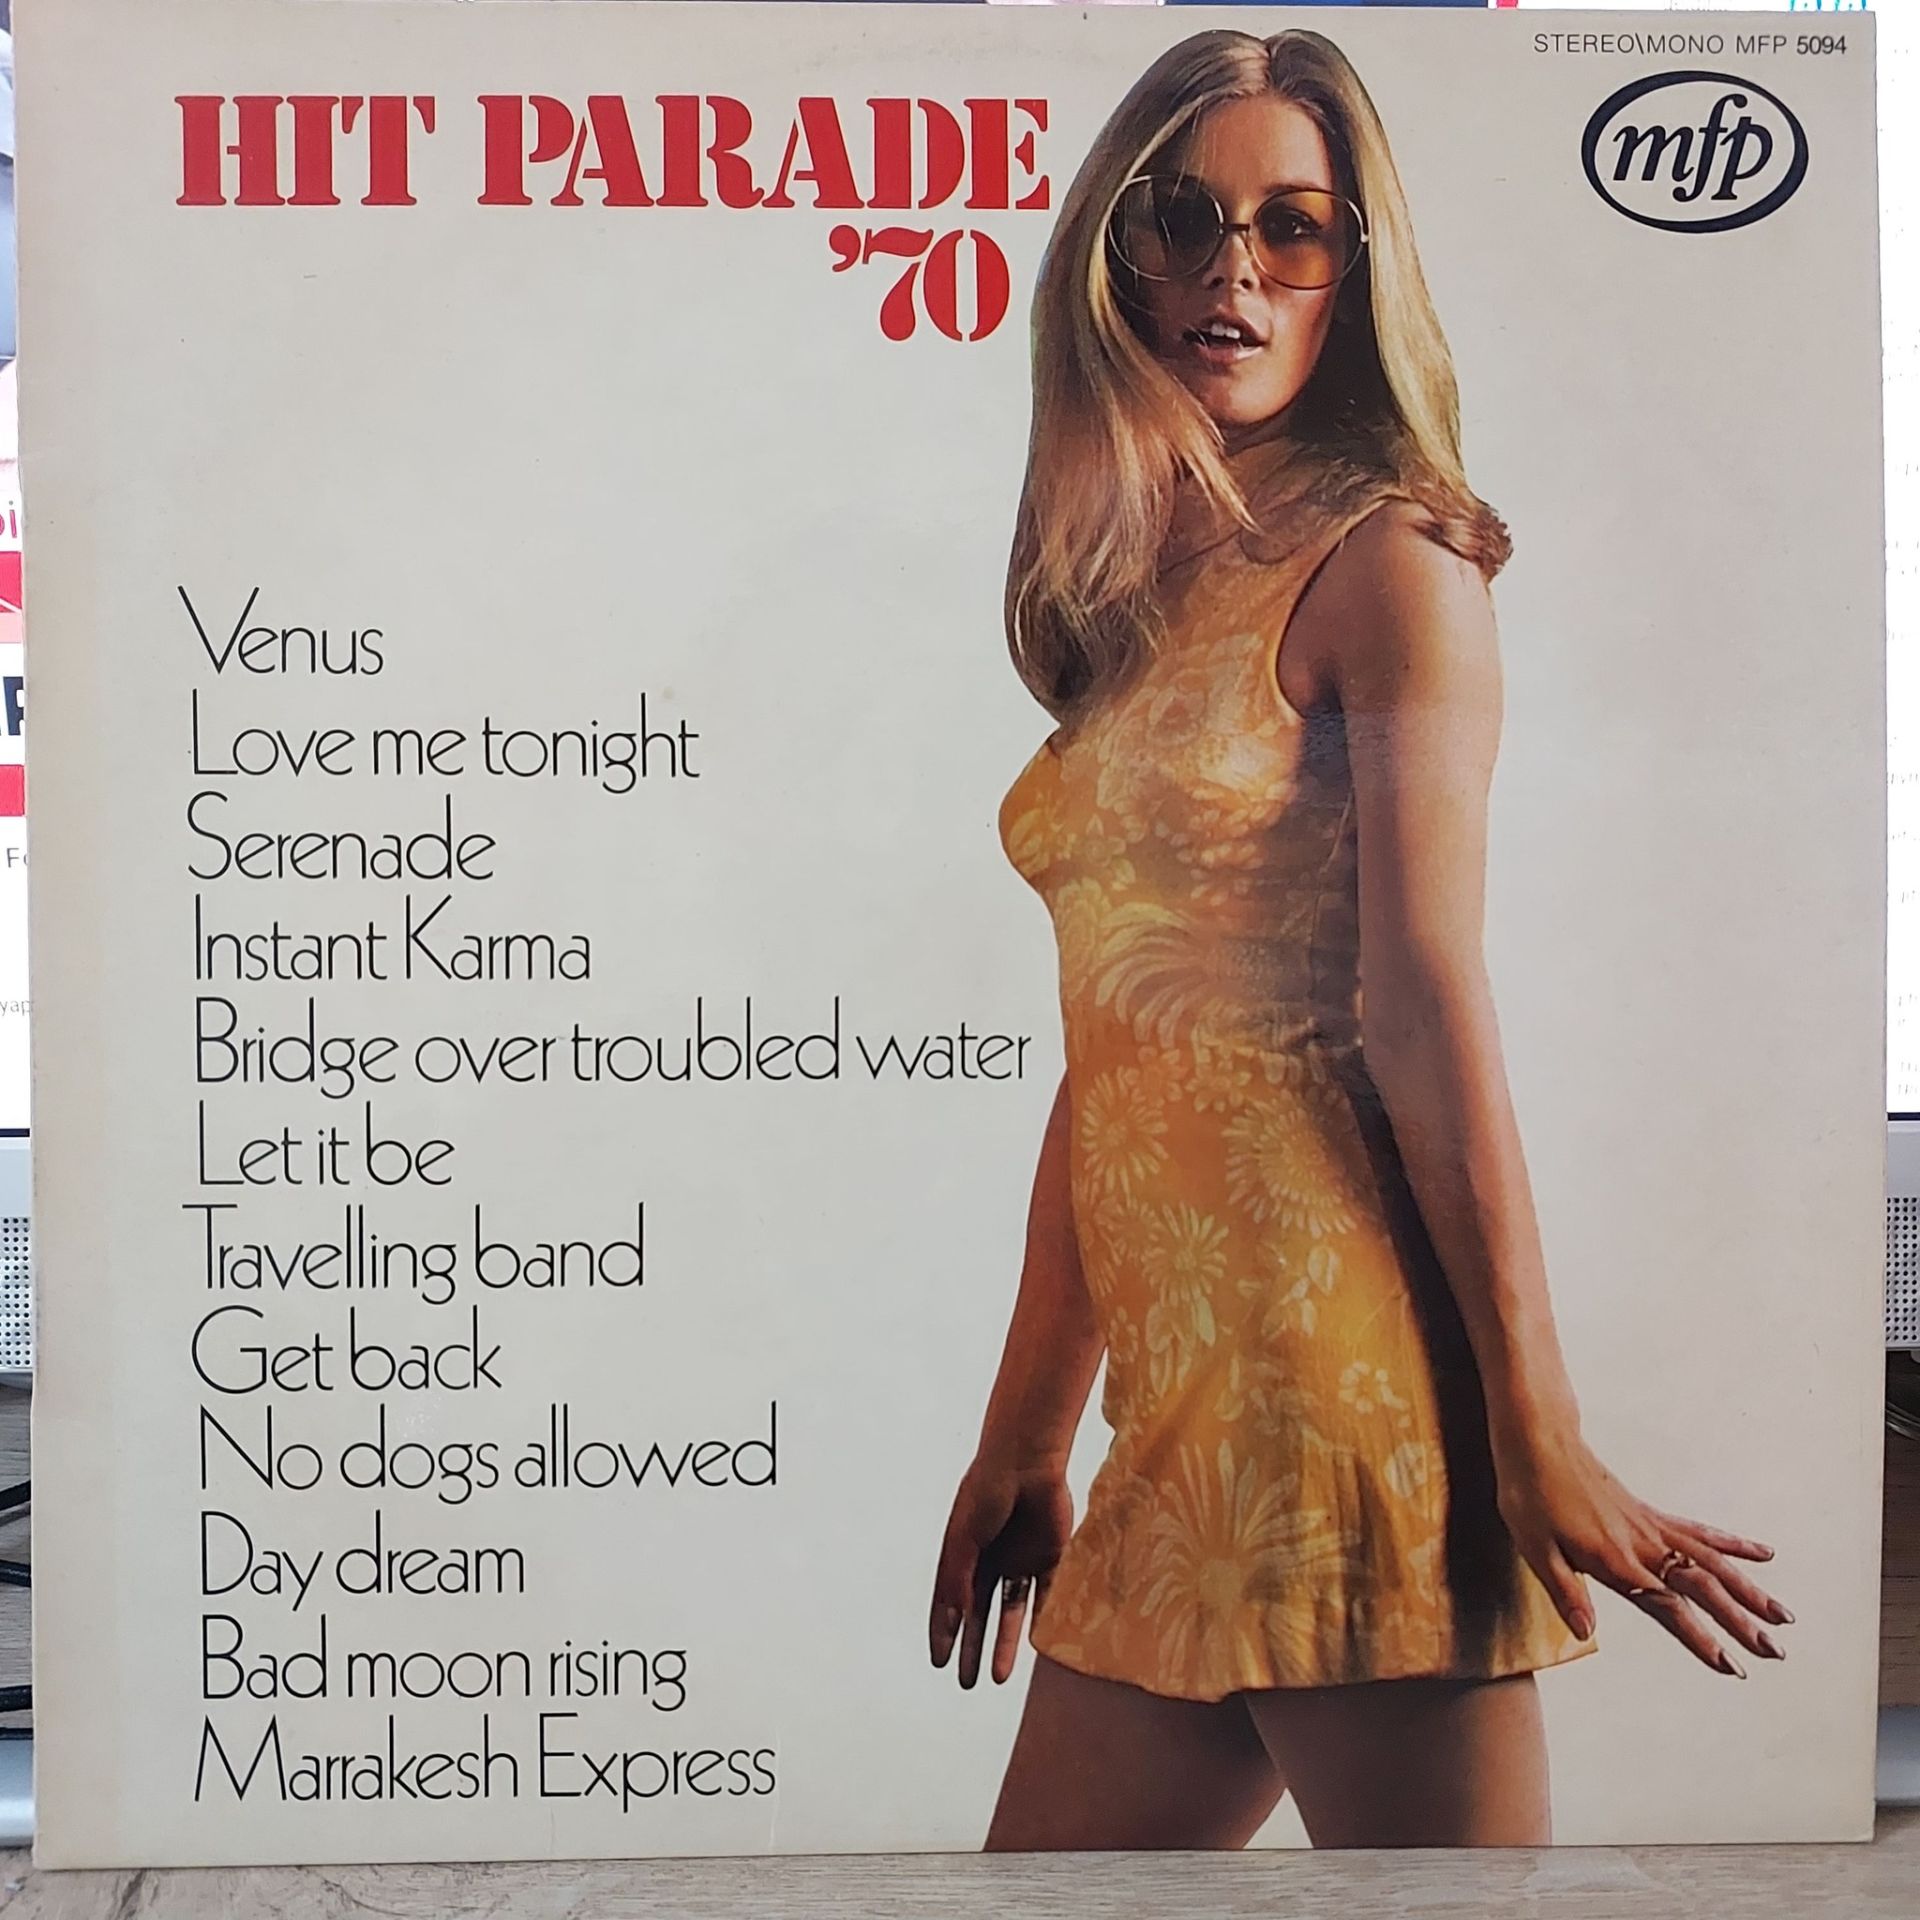 STEREO\MONO MFP 5094
mfp
HIT PARADE
'70
Venus
Love me tonight
Serenade
Instant Karma
Bridge over troubled water
Let it be
Travelling band
Get back
No dogs allowed
Day dream
Bad moon rising
Marrakesh Express